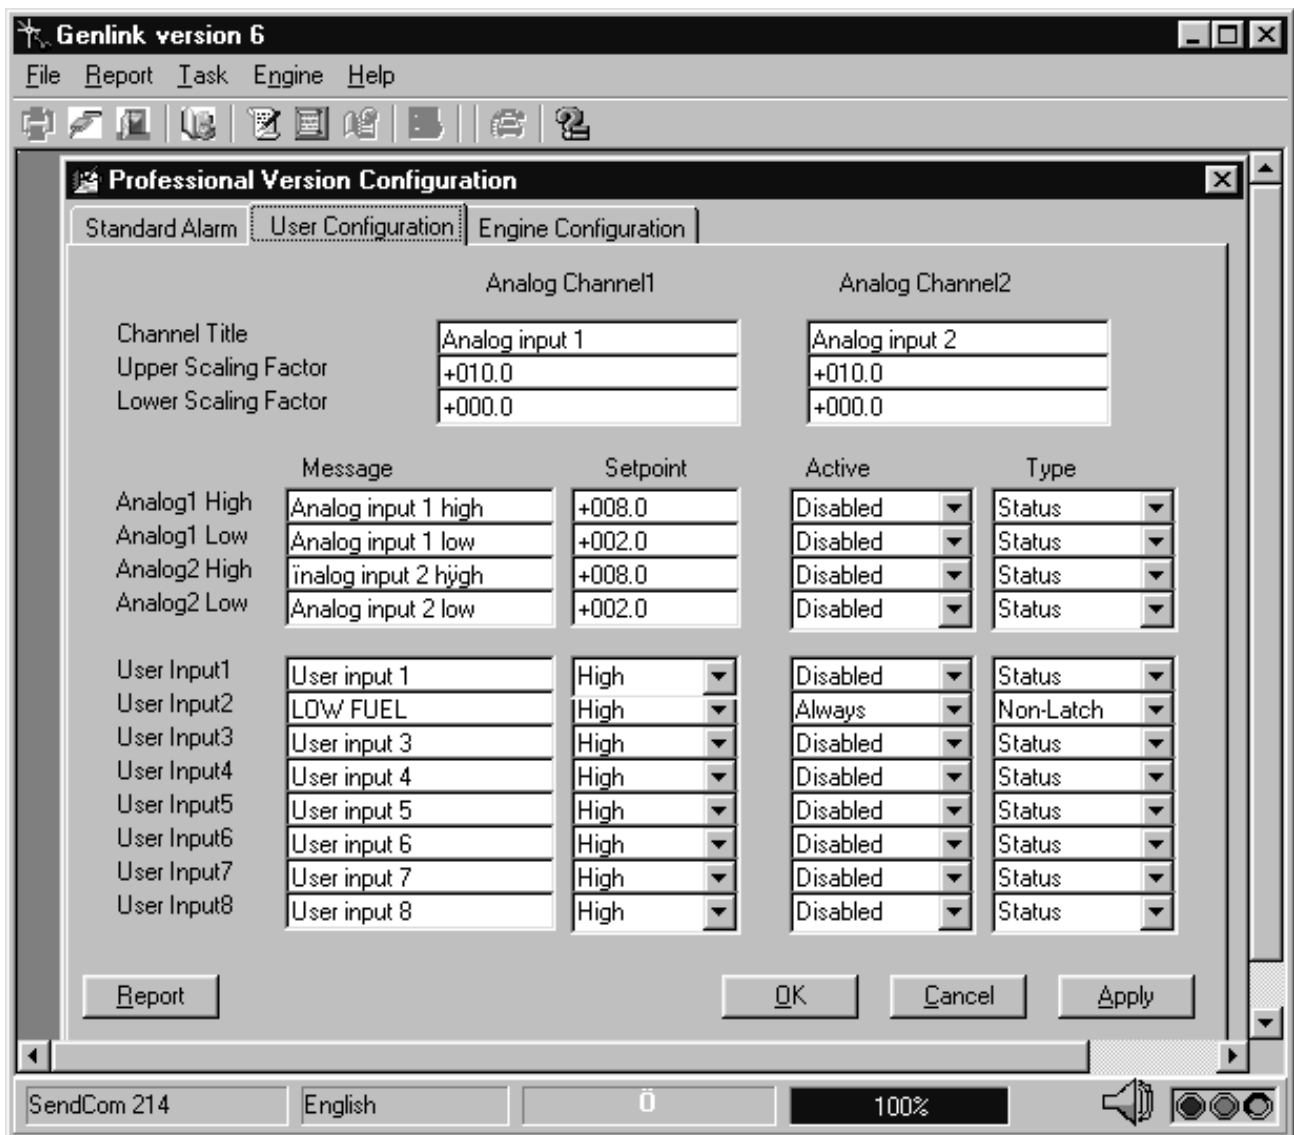 Genlink version 6
File Report Task Engine Help
Professional Version Configuration
Standard Alarm User Configuration Engine Configuration
Analog Channel1 Analog Channel2
Channel Title Analog input 1 Analog input 2
Upper Scaling Factor +010.0 +010.0
Lower Scaling Factor +000.0 +000.0
Message Setpoint Active Type
Analog1 High Analog input 1 high +008.0 Disabled Status
Analog1 Low Analog input 1 low +002.0 Disabled Status
Analog2 High ïnalog input 2 hÿgh +008.0 Disabled Status
Analog2 Low Analog input 2 low +002.0 Disabled Status
User Input1 User input 1 High Disabled Status
User Input2 LOW FUEL High Always Non-Latch
User Input3 User input 3 High Disabled Status
User Input4 User input 4 High Disabled Status
User Input5 User input 5 High Disabled Status
User Input6 User input 6 High Disabled Status
User Input7 User input 7 High Disabled Status
User Input8 User input 8 High Disabled Status
Report OK Cancel Apply
SendCom 214 English Ö 100%